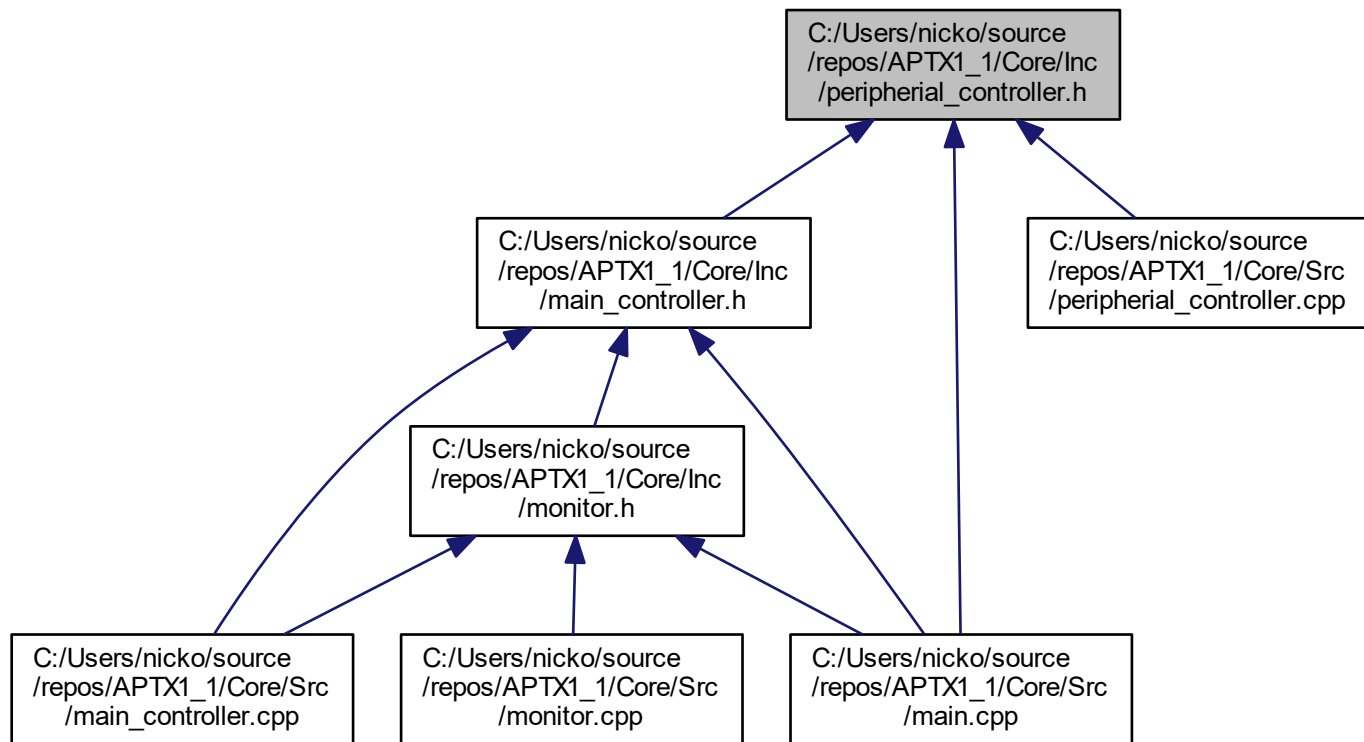 C:/Users/nicko/source
/repos/APTX1_1/Core/Inc
/peripherial_controller.h
C:/Users/nicko/source
/repos/APTX1_1/Core/Inc
/main_controller.h
C:/Users/nicko/source
/repos/APTX1_1/Core/Src
/peripherial_controller.cpp
C:/Users/nicko/source
/repos/APTX1_1/Core/Inc
/monitor.h
C:/Users/nicko/source
/repos/APTX1_1/Core/Src
/main_controller.cpp
C:/Users/nicko/source
/repos/APTX1_1/Core/Src
/monitor.cpp
C:/Users/nicko/source
/repos/APTX1_1/Core/Src
/main.cpp